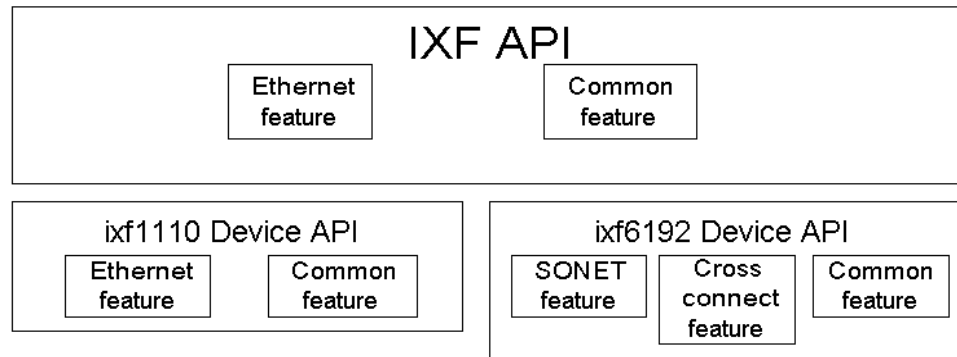 IXF API
Ethernet
feature
Common
feature
ixf1110 Device API
Ethernet
feature
Common
feature
ixf6192 Device API
SONET
feature
Cross
connect
feature
Common
feature